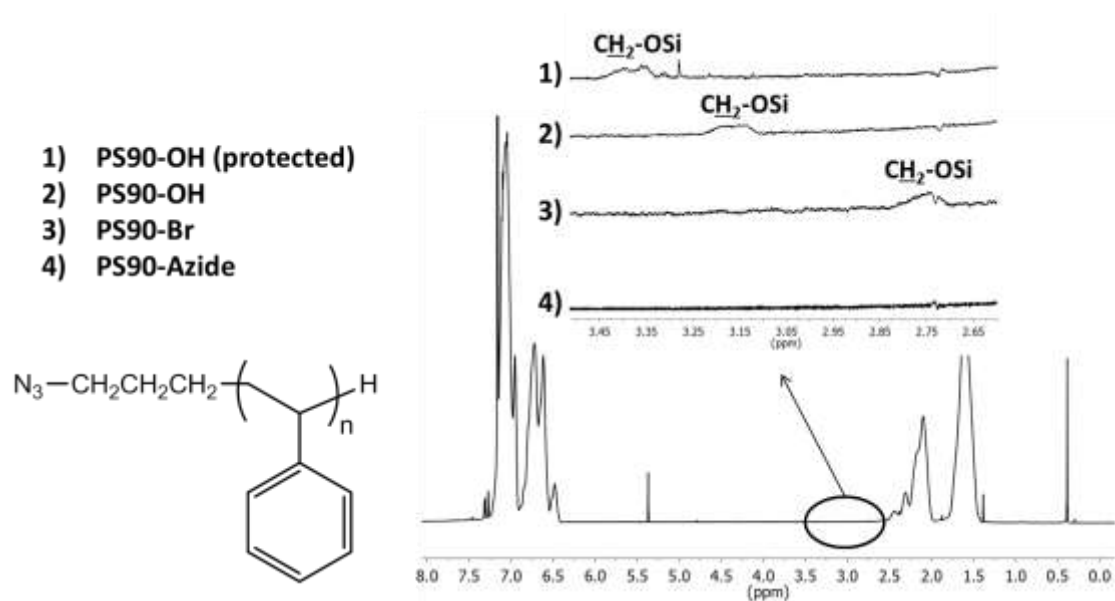 CH2-OSi
1)
CH2-OSi
2)
CH2-OSi
3)
4)
3.45 3.35 3.25 3.15 3.05 2.95 2.85 2.75 2.65
(ppm)
1) PS90-OH (protected)
2) PS90-OH
3) PS90-Br
4) PS90-Azide
N3-CH2CH2CH2 ( ) H
n
8.0 7.5 7.0 6.5 6.0 5.5 5.0 4.5 4.0 3.5 3.0 2.5 2.0 1.5 1.0 0.5 0.0
(ppm)